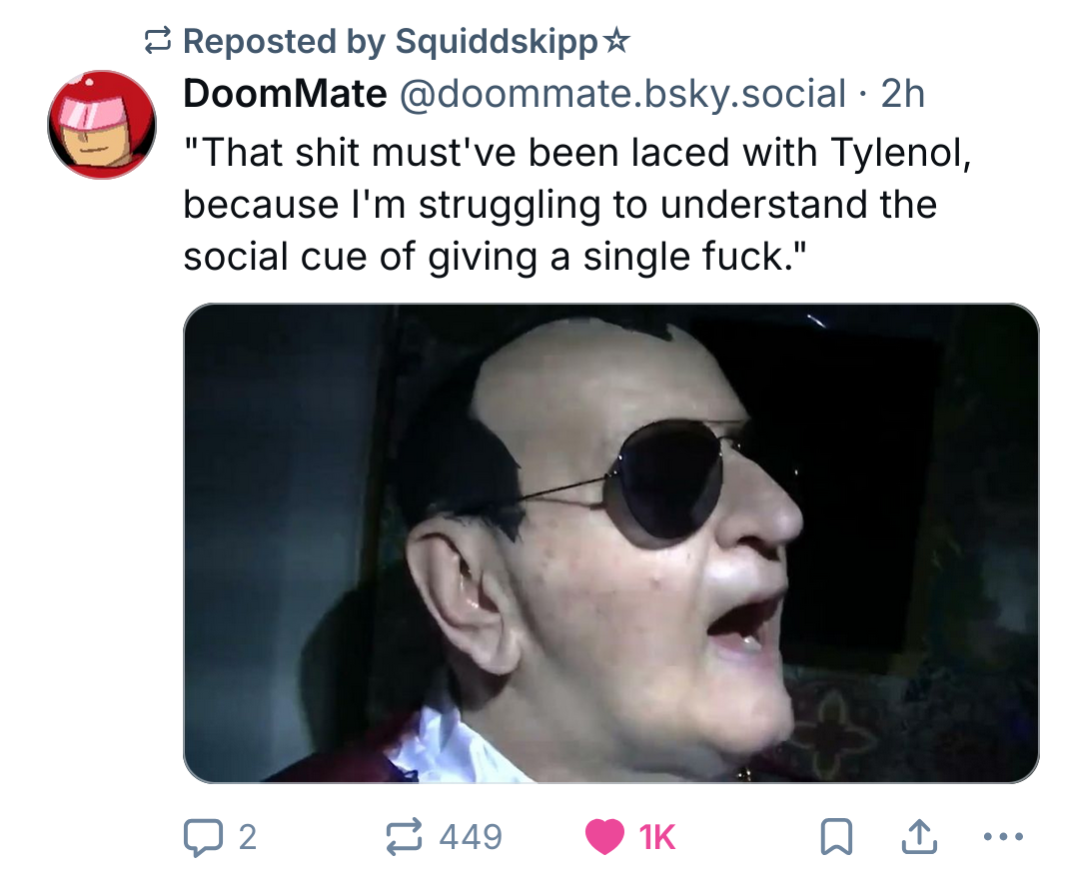 Reposted by Squiddskipp☆
DoomMate @doommate.bsky.social · 2h
"That shit must've been laced with Tylenol,
because I'm struggling to understand the
social cue of giving a single fuck."
2 449 1K